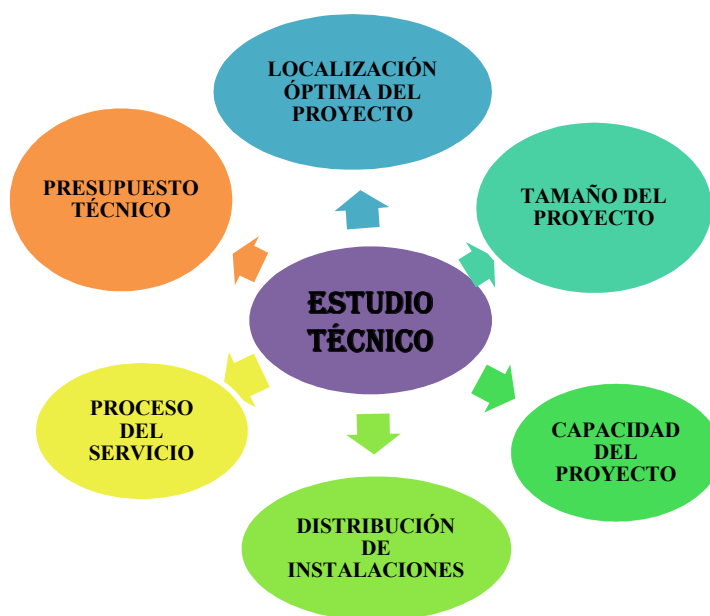 LOCALIZACIÓN
ÓPTIMA DEL
PROYECTO
PRESUPUESTO
TÉCNICO
TAMAÑO DEL
PROYECTO
ESTUDIO
TÉCNICO
PROCESO
DEL
SERVICIO
CAPACIDAD
DEL
PROYECTO
DISTRIBUCIÓN
DE
INSTALACIONES